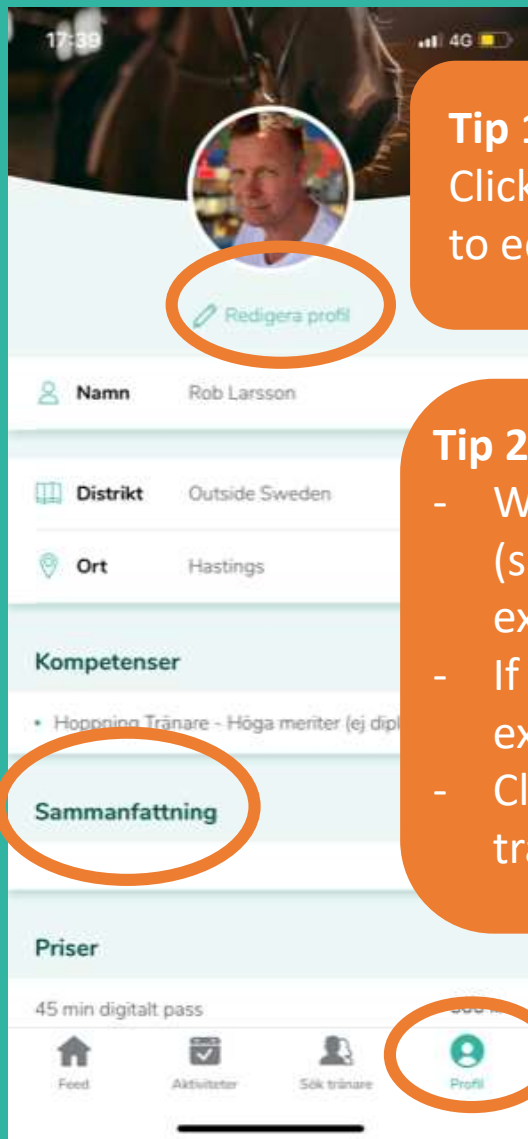 17:39
4G
Tip 1
Click
to e
Redigera profil
Namn Rob Larsson
Distrikt Outside Sweden
Ort Hastings
Tip 2
- W
(s
ex
- If
ex
- Cl
tra
Kompetenser
• Hoppning Tränare - Höga meriter (ej dipl
Sammanfattning
Priser
45 min digitalt pass
Feed Aktiviteter Sök tränare Profil